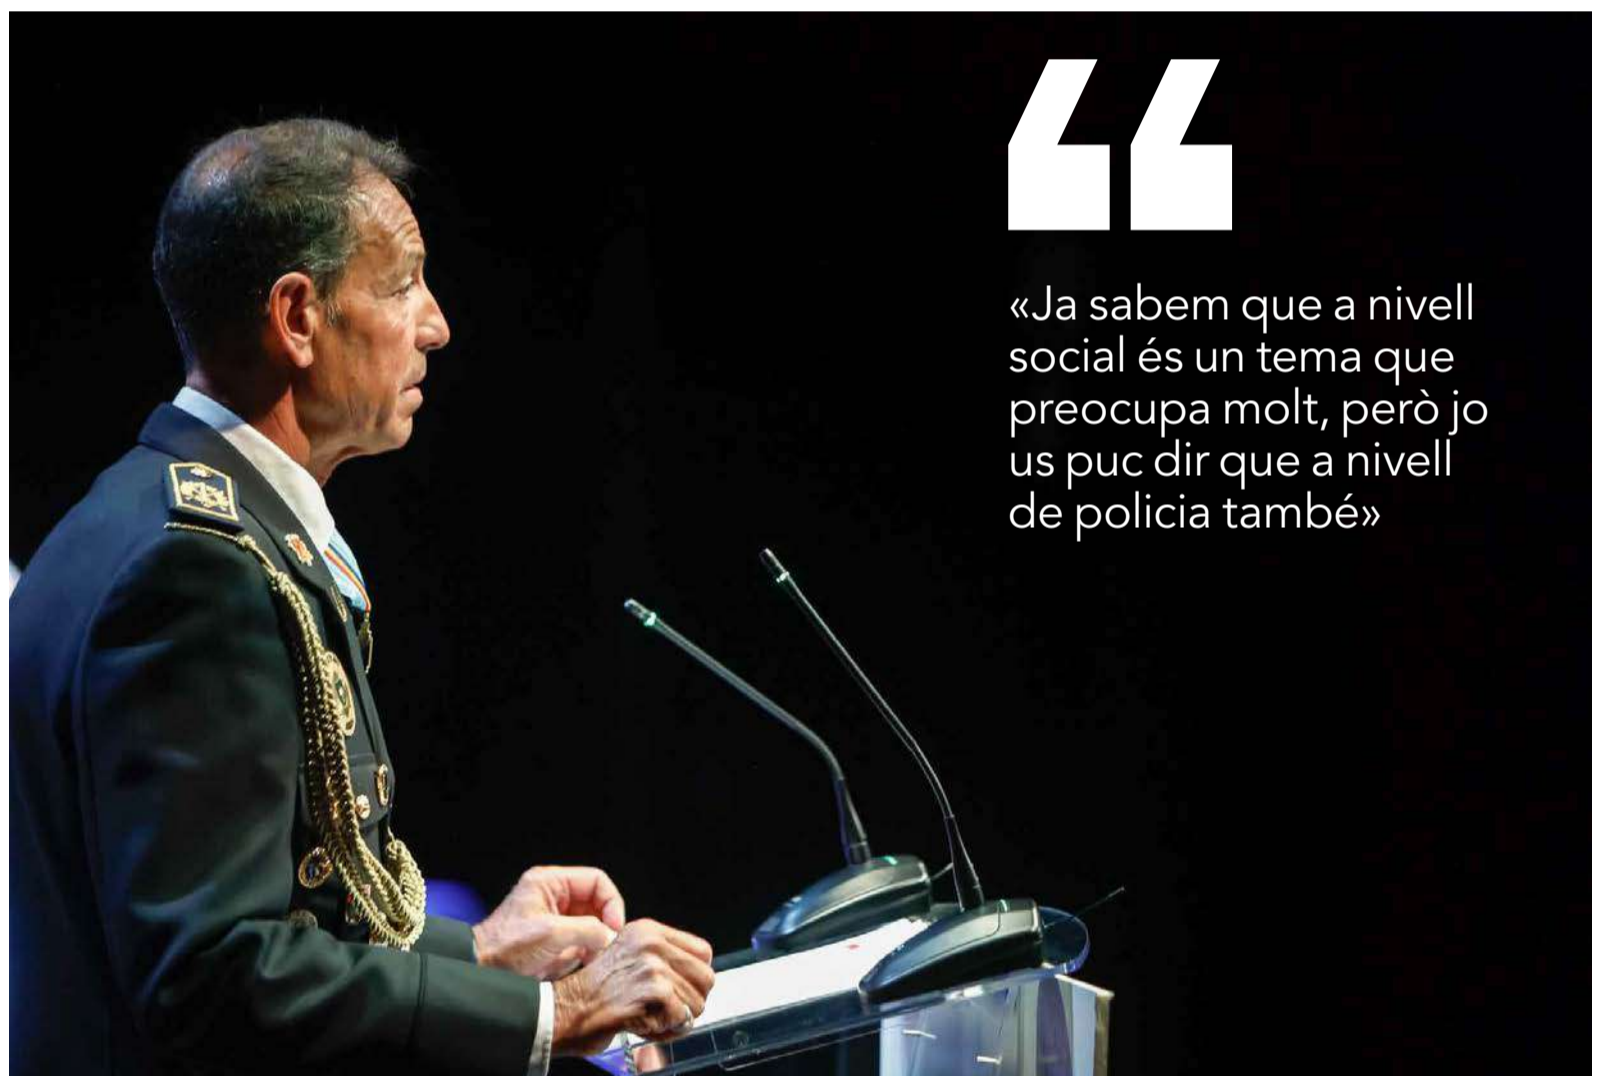 «Ja sabem que a nivell
social és un tema que
preocupa molt, però jo
us puc dir que a nivell
de policia també»